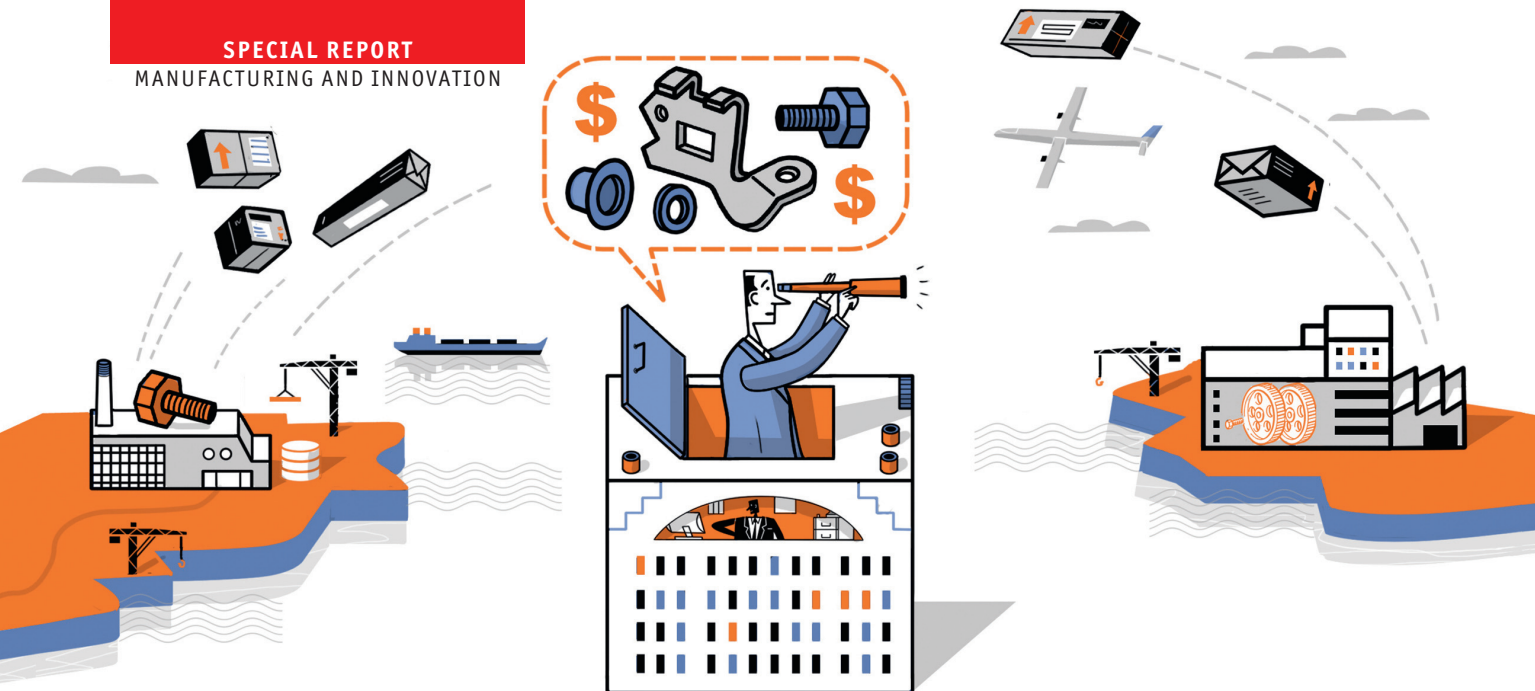 SPECIAL REPORT
MANUFACTURING AND INNOVATION
$
$